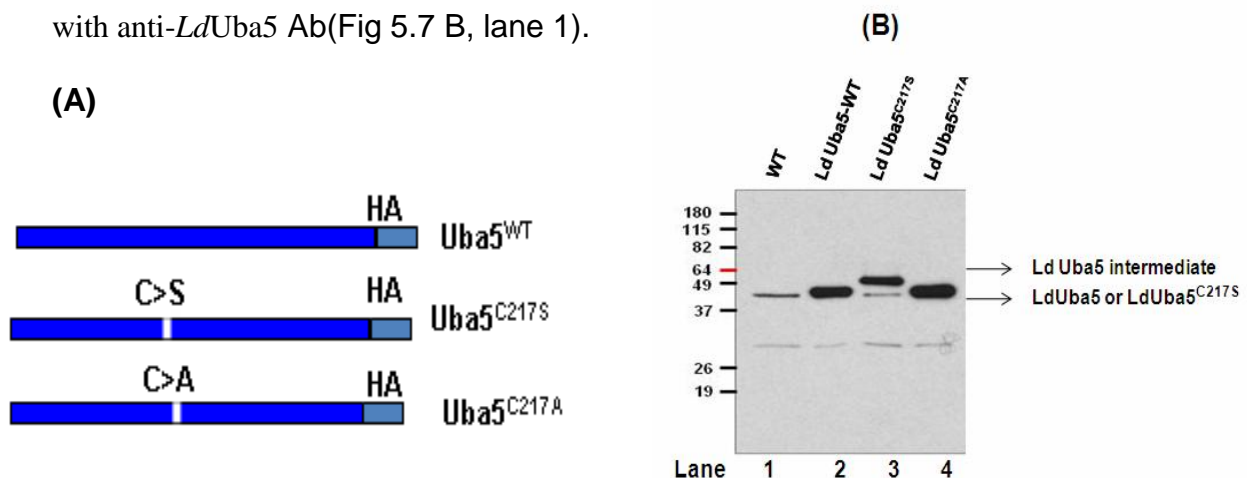 with anti-LdUba5 Ab(Fig 5.7 B, lane 1).
(A)
HA
Uba5WT
C>S
HA
Uba5C217S
C>A
HA
Uba5C217A
(B)
WT
Ld Uba5-WT
Ld Uba5C217S
Ld Uba5C217A
180
115
82
64
49
37
26
19
Ld Uba5 intermediate
LdUba5 or LdUba5C217S
Lane 1 2 3 4